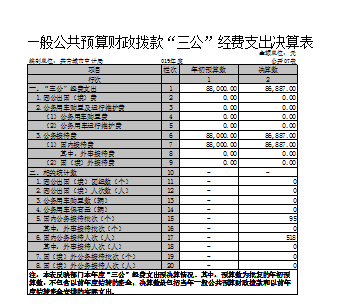 一般公共预算财政拨款“三公”经费支出决算表
金额单位：元
019年度
公开07表
项目 栏次 年初预算数 决算数
行次 1 2
一、“三公”经费支出 1 88,000.00 86,887.00
1.因公出国（境）费 2 0.00 0.00
2.公务用车购置及运行维护费 3 0.00 0.00
（1）公务用车购置费 4 0.00 0.00
（2）公务用车运行维护费 5 0.00 0.00
3.公务接待费 6 88,000.00 86,887.00
（1）国内接待费 7 88,000.00 86,887.00
其中：外事接待费 8 0.00 0.00
（2）国（境）外接待费 9 0.00 0.00
二、相关统计数 10 - -
1.因公出国（境）团组数（个） 11 - 0
2.因公出国（境）人次数（人） 12 - 0
3.公务用车购置数（辆） 13 - 0
4.公务用车保有量（辆） 14 - 0
5.国内公务接待批次（个） 15 - 95
其中：外事接待批次（个） 16 - 0
6.国内公务接待人次（人） 17 - 518
其中：外事接待人次（人） 18 - 0
7.国（境）外公务接待批次（个） 19 - 0
8.国（境）外公务接待人次（人） 20 - 0
注：本表反映部门本年度“三公”经费支出预决算情况。其中，预算数为批复的年初预
算数，不包含以前年度结转的资金，决算数是包括当年一般公共预算财政拨款和以前年
度结转资金安排的实际支出。